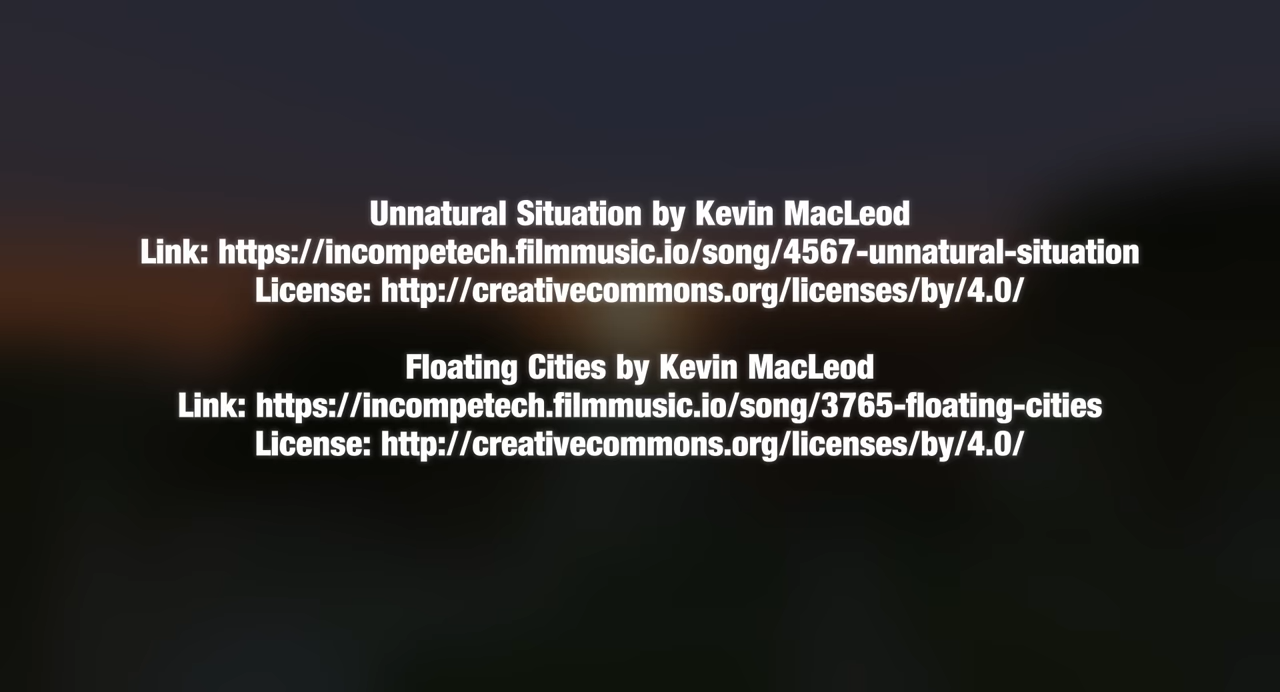 Unnatural Situation by Kevin MacLeod
Link: https://incompetech.filmmusic.io/song/4567-unnatural-situation
License: http://creativecommons.org/licenses/by/4.0/
Floating Cities by Kevin MacLeod
Link: https://incompetech.filmmusic.io/song/3765-floating-cities
License: http://creativecommons.org/licenses/by/4.0/